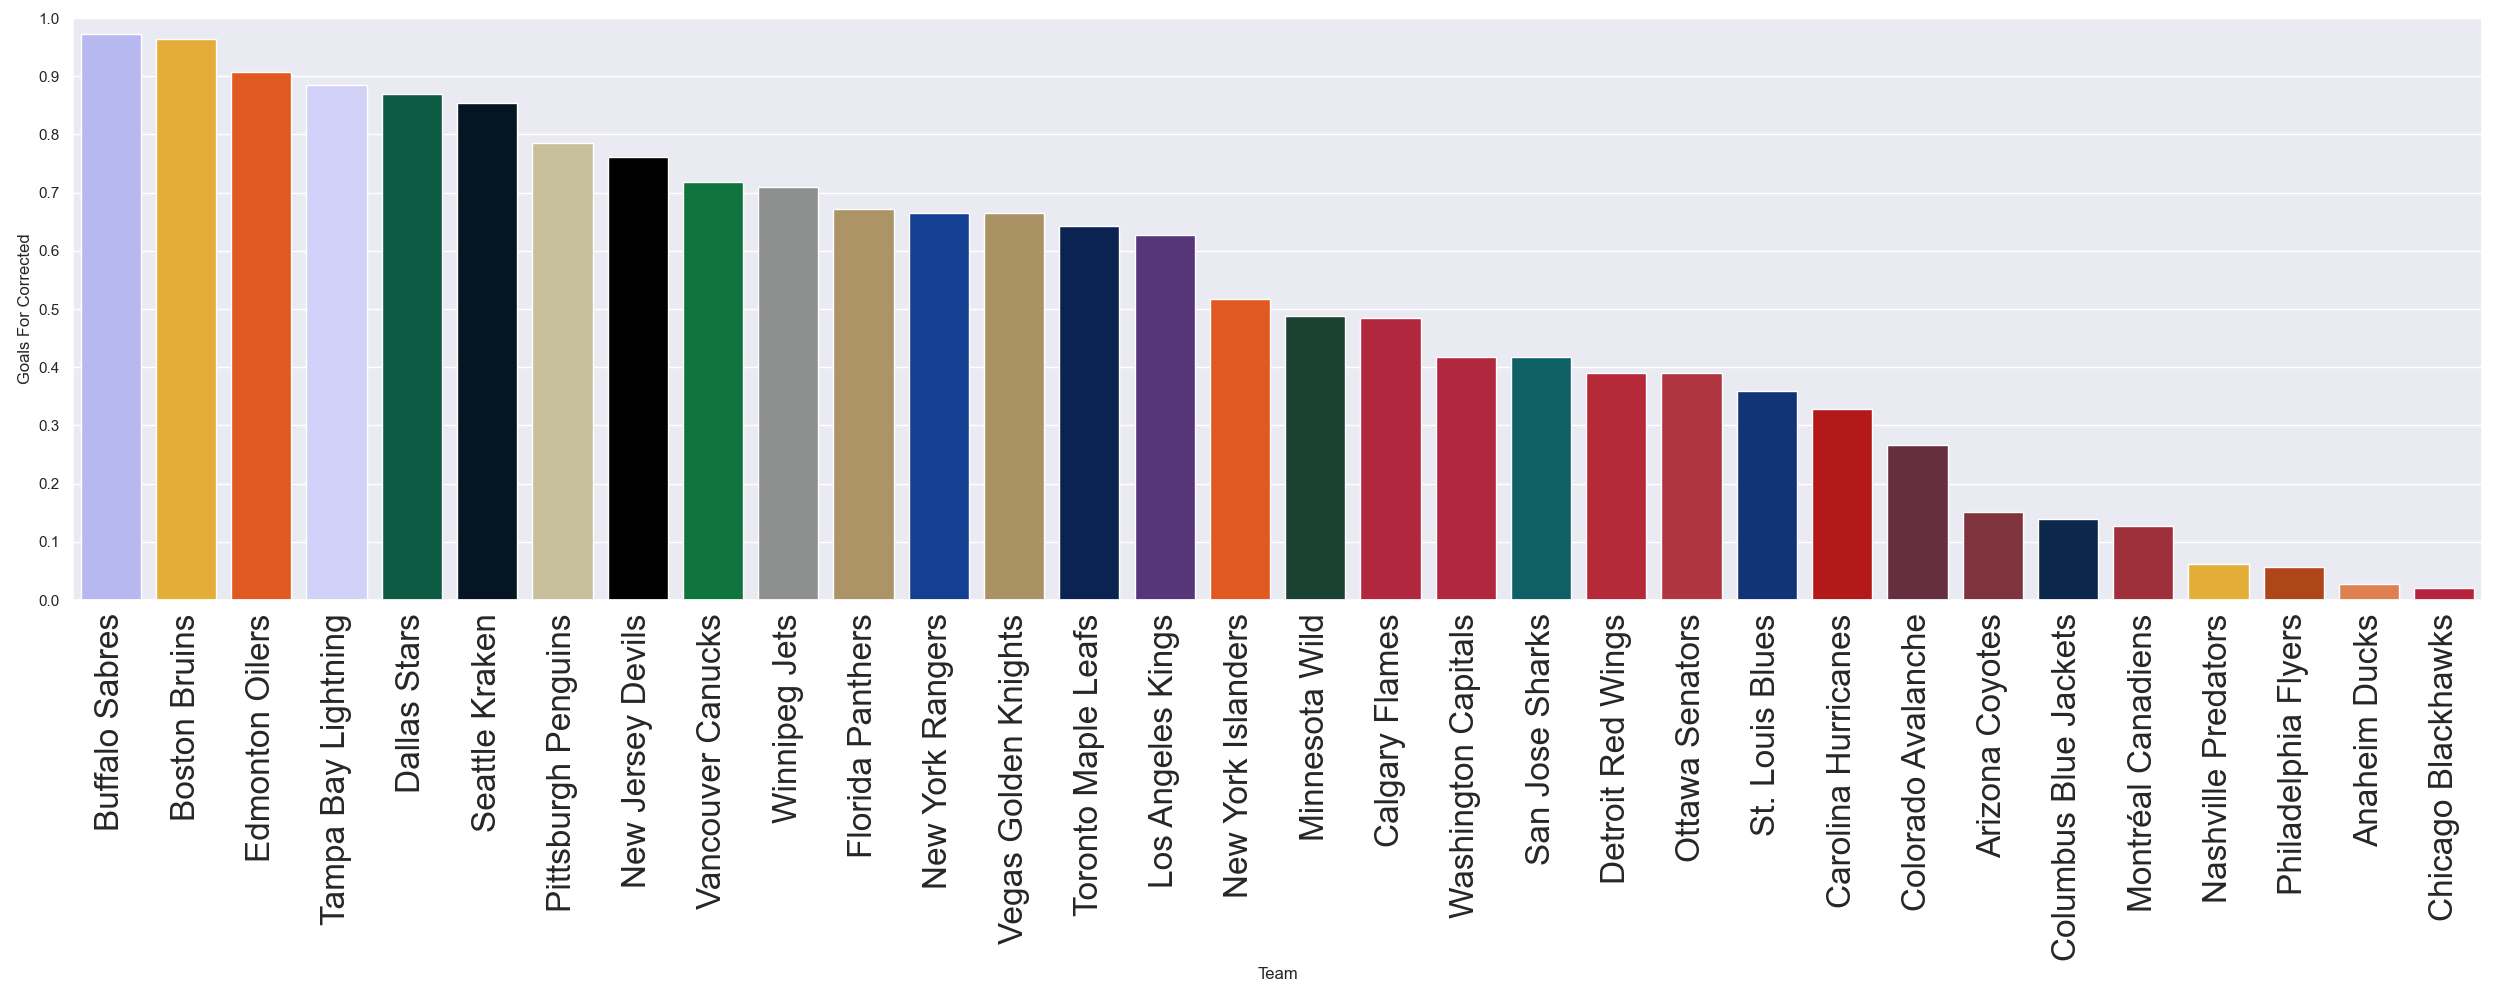 1.0
0.9
0.8
0.7
0.6
0.5
0.4
0.3
0.2
0.1
0.0
Goals For Corrected
Buffalo Sabres
Boston Bruins
Edmonton Oilers
Tampa Bay Lightning
Dallas Stars
Seattle Kraken
Pittsburgh Penguins
New Jersey Devils
Vancouver Canucks
Winnipeg Jets
Florida Panthers
New York Rangers
Vegas Golden Knights
Toronto Maple Leafs
Los Angeles Kings
New York Islanders
Minnesota Wild
Calgary Flames
Washington Capitals
San Jose Sharks
Detroit Red Wings
Ottawa Senators
St. Louis Blues
Carolina Hurricanes
Colorado Avalanche
Arizona Coyotes
Columbus Blue Jackets
Montréal Canadiens
Nashville Predators
Philadelphia Flyers
Anaheim Ducks
Chicago Blackhawks
Team